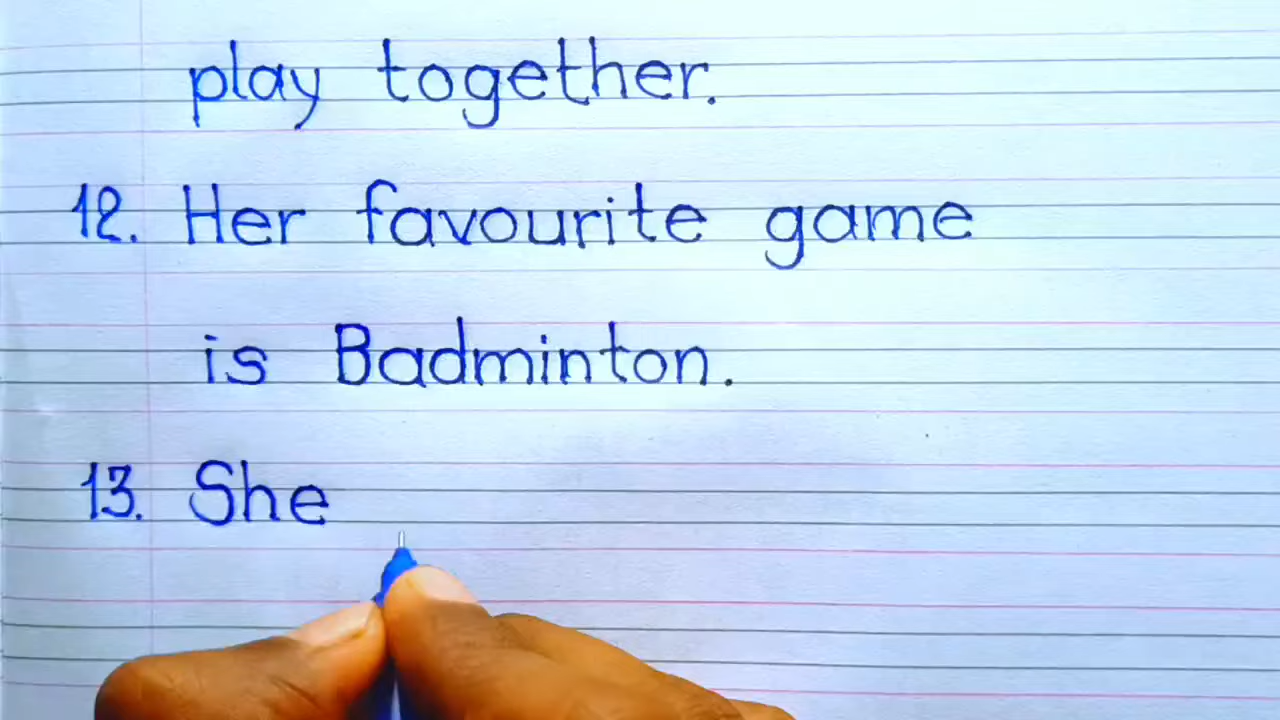 play together.
12. Her favourite game
is Badminton.
13. She